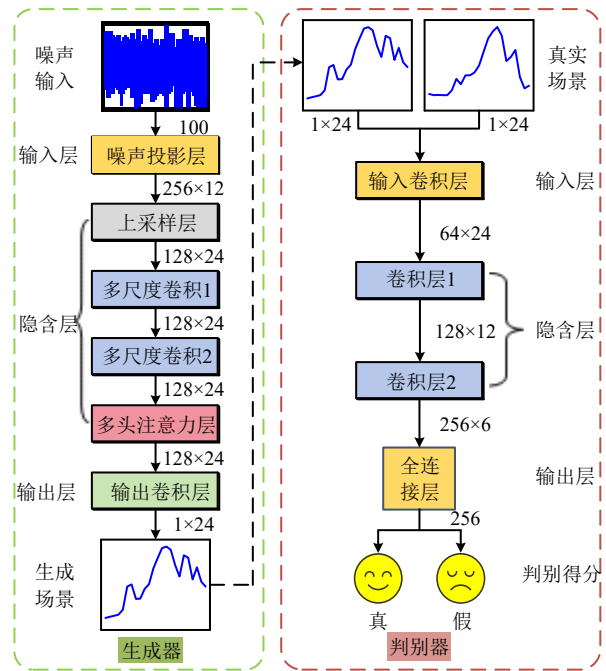 噪声
输入
100
输入层
噪声投影层
256×12
上采样层
128×24
多尺度卷积1
128×24
隐含层
多尺度卷积2
128×24
多头注意力层
128×24
输出层
输出卷积层
1×24
生成
场景
生成器
真实
场景
1×24
1×24
输入卷积层
输入层
64×24
卷积层1
128×12
隐含层
卷积层2
256×6
全连
接层
输出层
256
判别得分
真
假
判别器